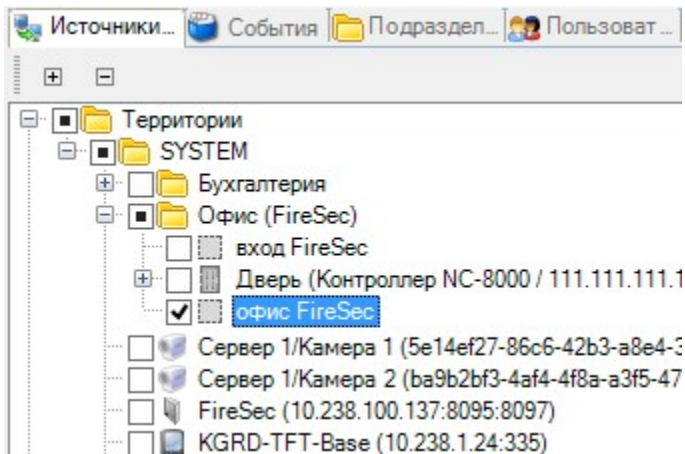 Источники... События Подраздел... Пользоват...
Территории
SYSTEM
Бухгалтерия
Офис (FireSec)
вход FireSec
Дверь (Контроллер NC-8000 / 111.111.111.1
офис FireSec
Сервер 1/Камера 1 (5e14ef27-86c6-42b3-a8e4-3
Сервер 1/Камера 2 (ba9b2bf3-4af4-4f8a-a3f5-47
FireSec (10.238.100.137:8095:8097)
KGRD-TFT-Base (10.238.1.24:335)